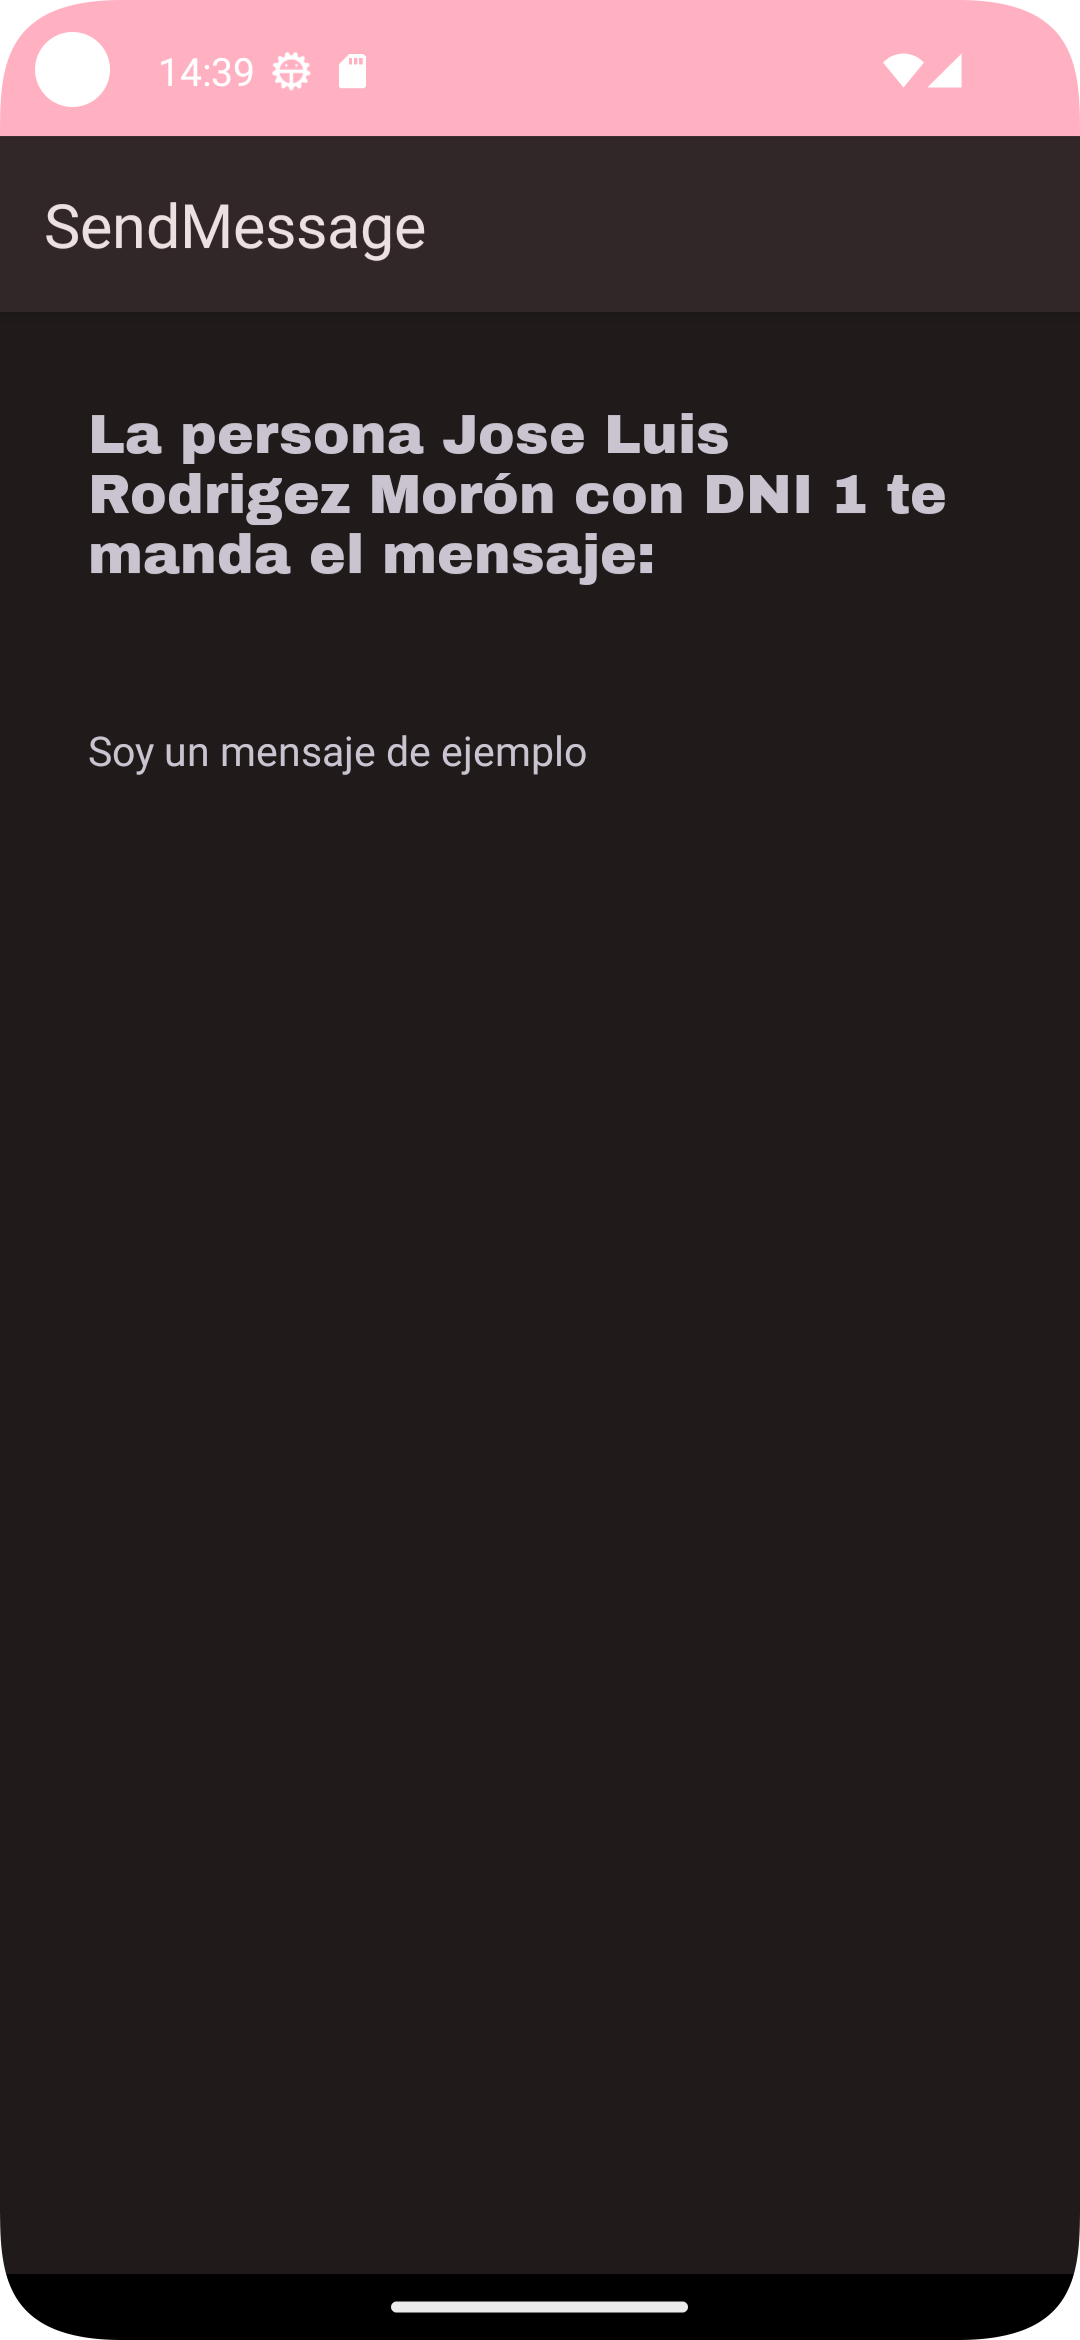 14:39
SendMessage
La persona Jose Luis
Rodrigez Morón con DNI 1 te
manda el mensaje:
Soy un mensaje de ejemplo